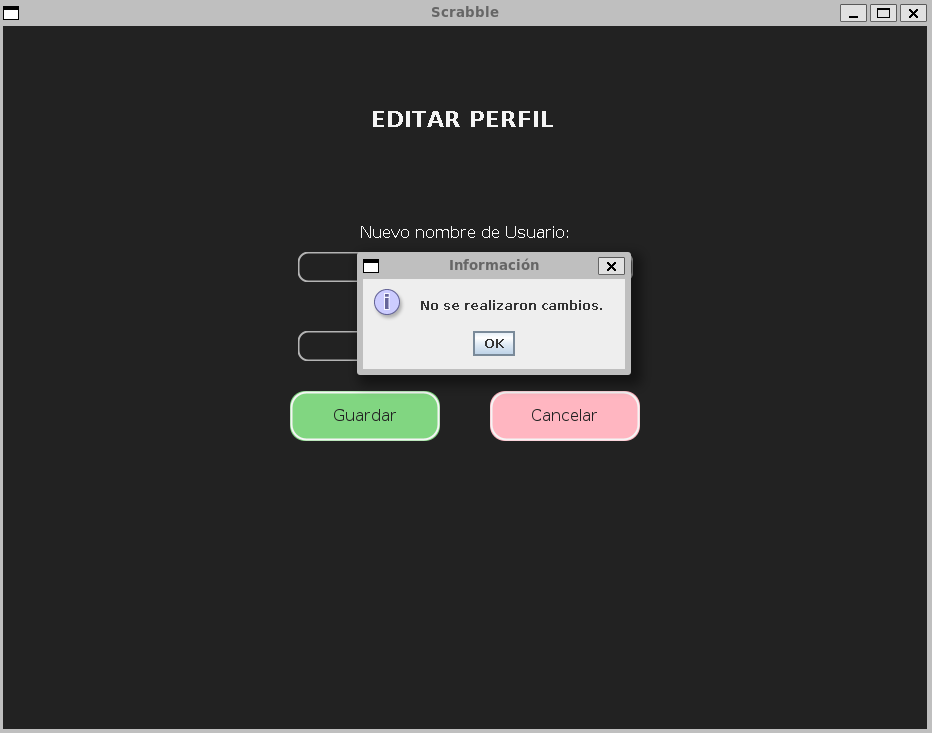 Scrabble
EDITAR PERFIL
Nuevo nombre de Usuario:
Información
i
No se realizaron cambios.
OK
Guardar
Cancelar